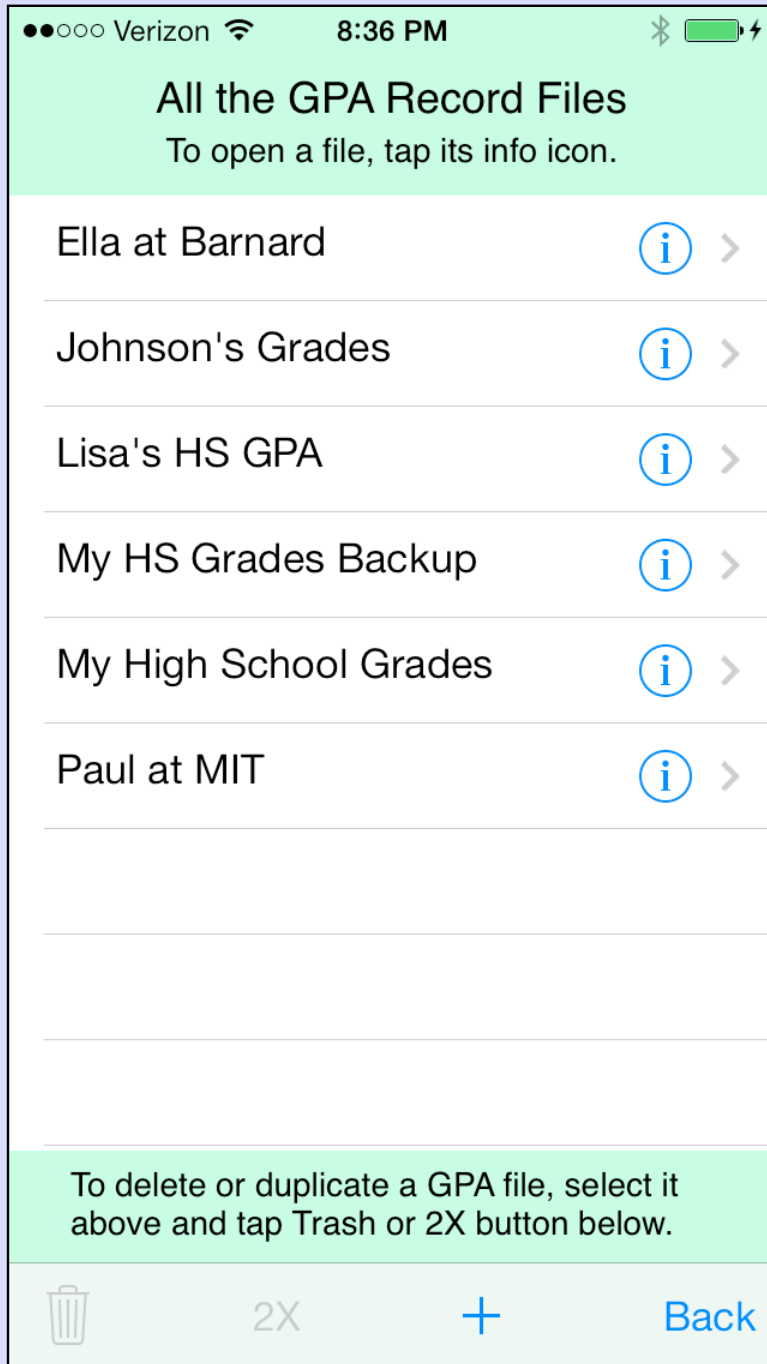 Verizon 8:36 PM
All the GPA Record Files
To open a file, tap its info icon.
Ella at Barnard i
Johnson's Grades i
Lisa's HS GPA i
My HS Grades Backup i
My High School Grades i
Paul at MIT i
To delete or duplicate a GPA file, select it
above and tap Trash or 2X button below.
2X + Back